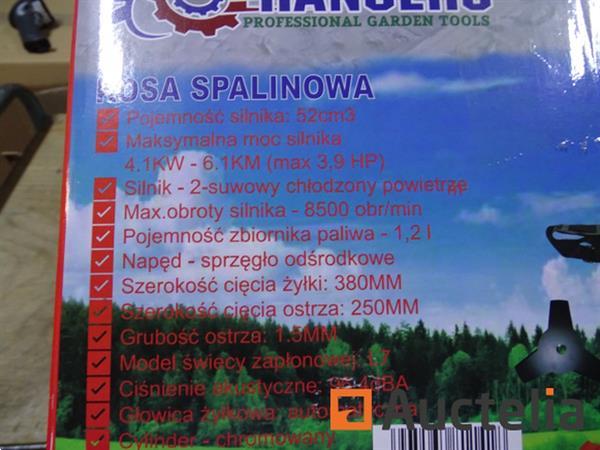 PROFESSIONAL GARDEN TOOLS
KOSA SPALINOWA
Pojemność silnika: 52cm3
Maksymalna moc silnika
4.1KW - 6.1KM (max 3,9 HP)
Silnik - 2-suwowy chłodzony powietrze
Max.obroty silnika - 8500 obr/min
Pojemność zbiornika paliwa - 1,2 l
Napęd - sprzęgło odśrodkowe
Szerokość cięcia żyłki: 380MM
Szerokość cięcia ostrza: 250MM
Grubość ostrza: 1.5MM
Model świecy zapłonowej: L7
Ciśnienie akustyczne:
Głowica żyłkowa:
Cylinder - chromowany
Auctelia